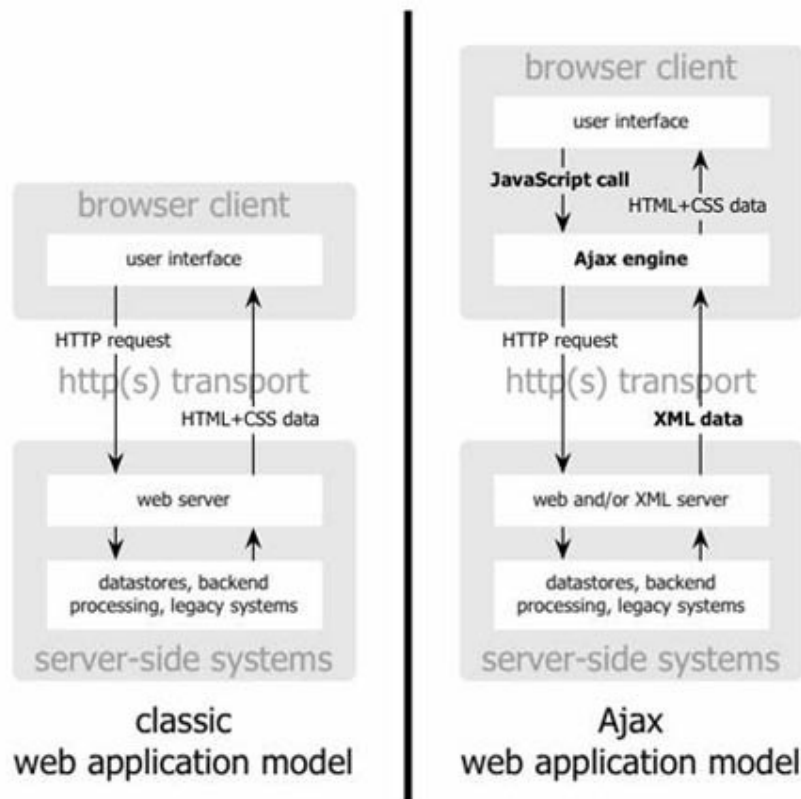 browser client
user interface
HTTP request
http(s) transport
HTML+CSS data
web server
datastores, backend
processing, legacy systems
server-side systems
classic
web application model
browser client
user interface
JavaScript call
HTML+CSS data
Ajax engine
HTTP request
http(s) transport
XML data
web and/or XML server
datastores, backend
processing, legacy systems
server-side systems
Ajax
web application model